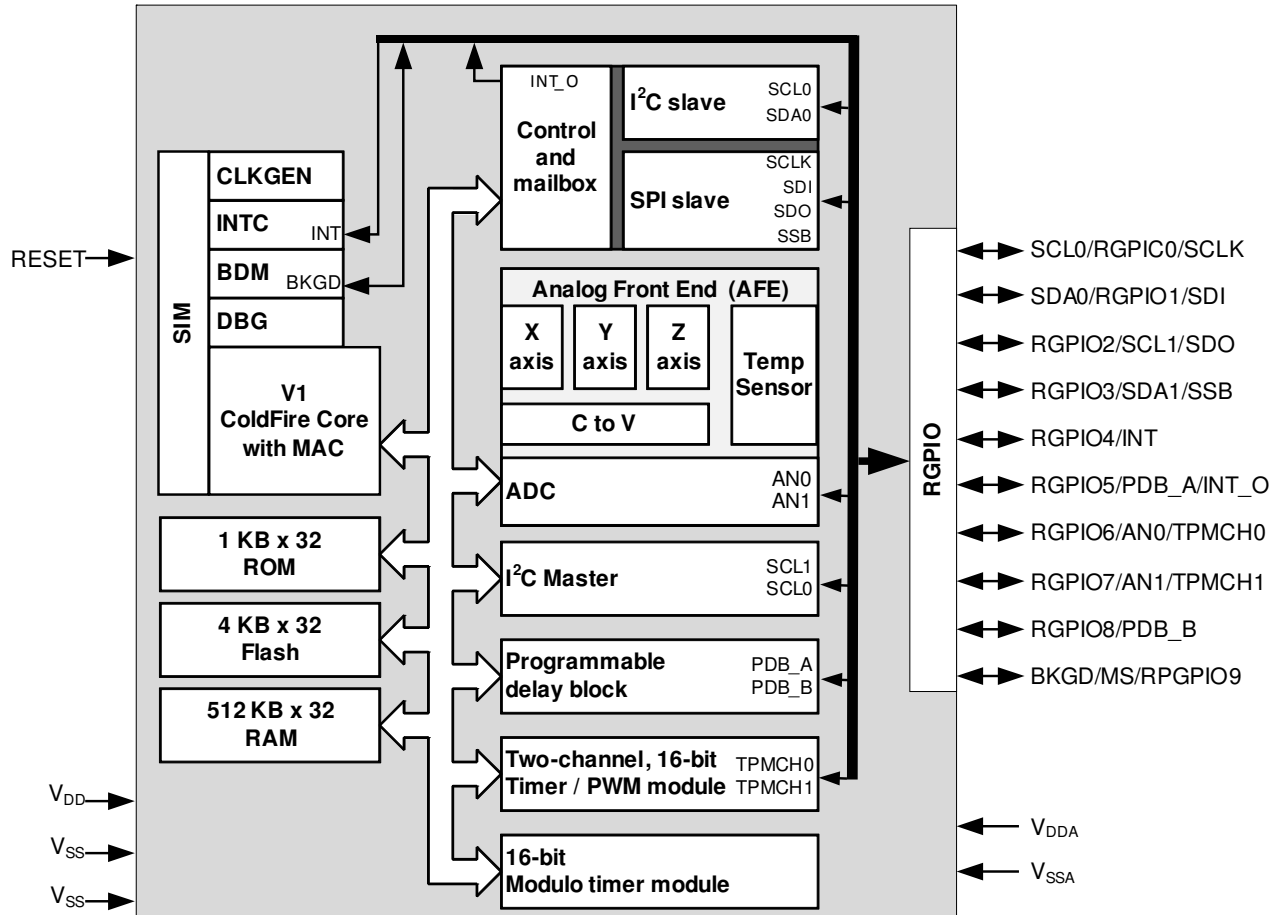 INT_O
Control
and
mailbox
I²C slave
SCL0
SDA0
SPI slave
SCLK
SDI
SDO
SSB
SIM
CLKGEN
INTC
INT
BDM
BKGD
DBG
V1
ColdFire Core
with MAC
RESET
1 KB x 32
ROM
4 KB x 32
Flash
512 KB x 32
RAM
VDD
VSS
VSS
Analog Front End (AFE)
X
axis
Y
axis
Z
axis
Temp
Sensor
C to V
ADC
AN0
AN1
I²C Master
SCL1
SCL0
Programmable
delay block
PDB_A
PDB_B
Two-channel, 16-bit
Timer / PWM module
TPMCH0
TPMCH1
16-bit
Modulo timer module
RGPIO
SCL0/RGPIC0/SCLK
SDA0/RGPIO1/SDI
RGPIO2/SCL1/SDO
RGPIO3/SDA1/SSB
RGPIO4/INT
RGPIO5/PDB_A/INT_O
RGPIO6/AN0/TPMCH0
RGPIO7/AN1/TPMCH1
RGPIO8/PDB_B
BKGD/MS/RPGPIO9
VDDA
VSSA